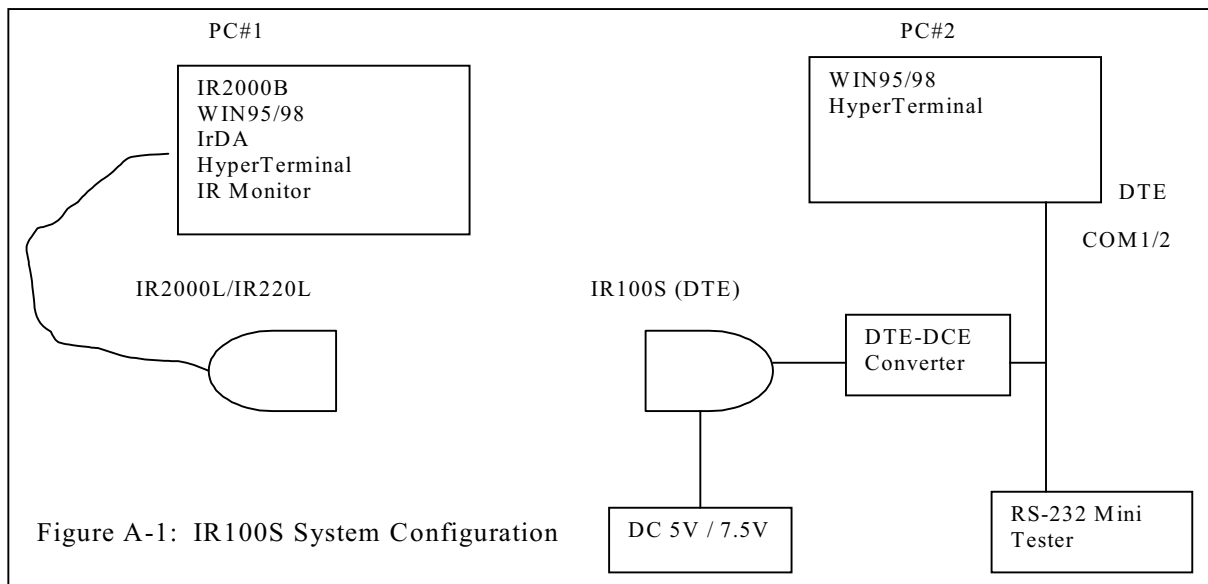 PC#1
PC#2
IR2000B
WIN95/98
IrDA
HyperTerminal
IR Monitor
WIN95/98
HyperTerminal
DTE
COM1/2
IR2000L/IR220L
IR100S (DTE)
DTE-DCE
Converter
DC 5V / 7.5V
RS-232 Mini
Tester
Figure A-1: IR100S System Configuration